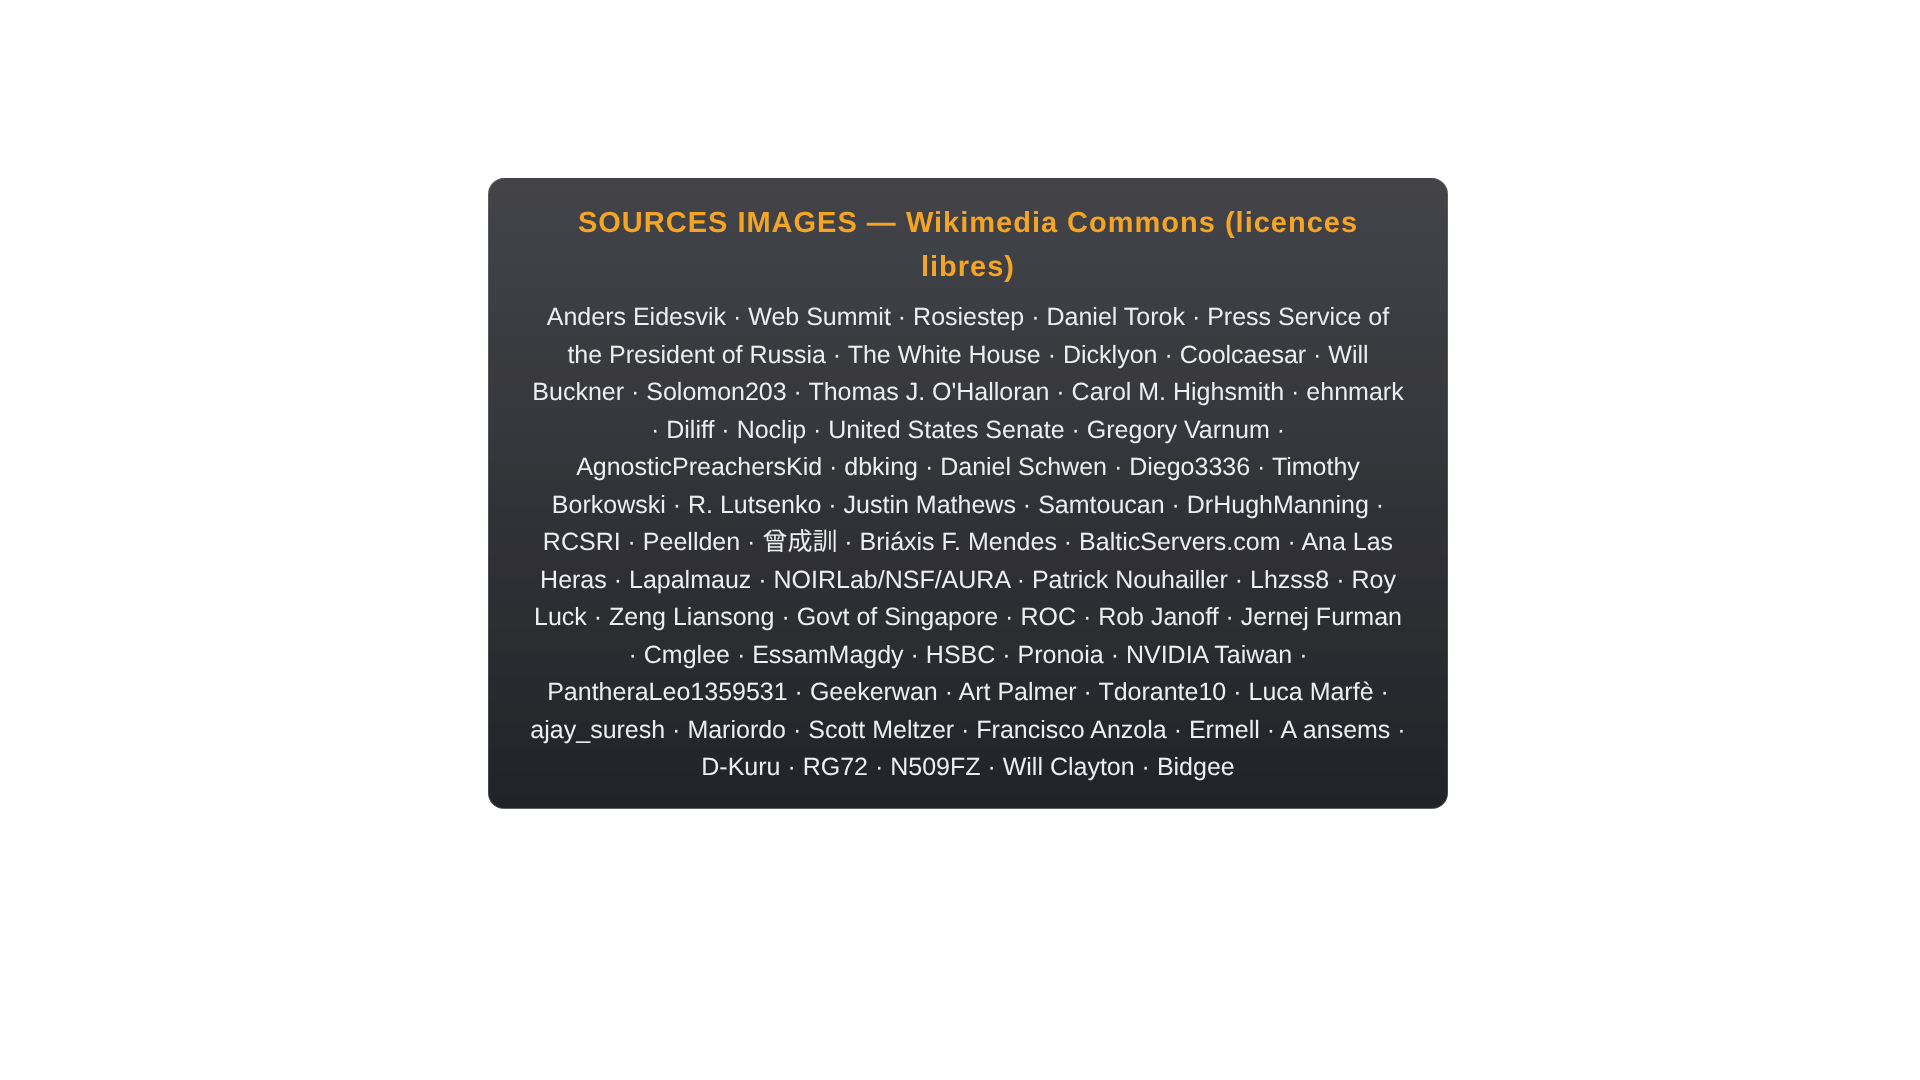 SOURCES IMAGES — Wikimedia Commons (licences
libres)
Anders Eidesvik · Web Summit · Rosiestep · Daniel Torok · Press Service of
the President of Russia · The White House · Dicklyon · Coolcaesar · Will
Buckner · Solomon203 · Thomas J. O'Halloran · Carol M. Highsmith · ehnmark
· Diliff · Noclip · United States Senate · Gregory Varnum ·
AgnosticPreachersKid · dbking · Daniel Schwen · Diego3336 · Timothy
Borkowski · R. Lutsenko · Justin Mathews · Samtoucan · DrHughManning ·
RCSRI · Peellden · 曾成訓 · Briáxis F. Mendes · BalticServers.com · Ana Las
Heras · Lapalmauz · NOIRLab/NSF/AURA · Patrick Nouhailler · Lhzss8 · Roy
Luck · Zeng Liansong · Govt of Singapore · ROC · Rob Janoff · Jernej Furman
· Cmglee · EssamMagdy · HSBC · Pronoia · NVIDIA Taiwan ·
PantheraLeo1359531 · Geekerwan · Art Palmer · Tdorante10 · Luca Marfè ·
ajay_suresh · Mariordo · Scott Meltzer · Francisco Anzola · Ermell · A ansems ·
D-Kuru · RG72 · N509FZ · Will Clayton · Bidgee